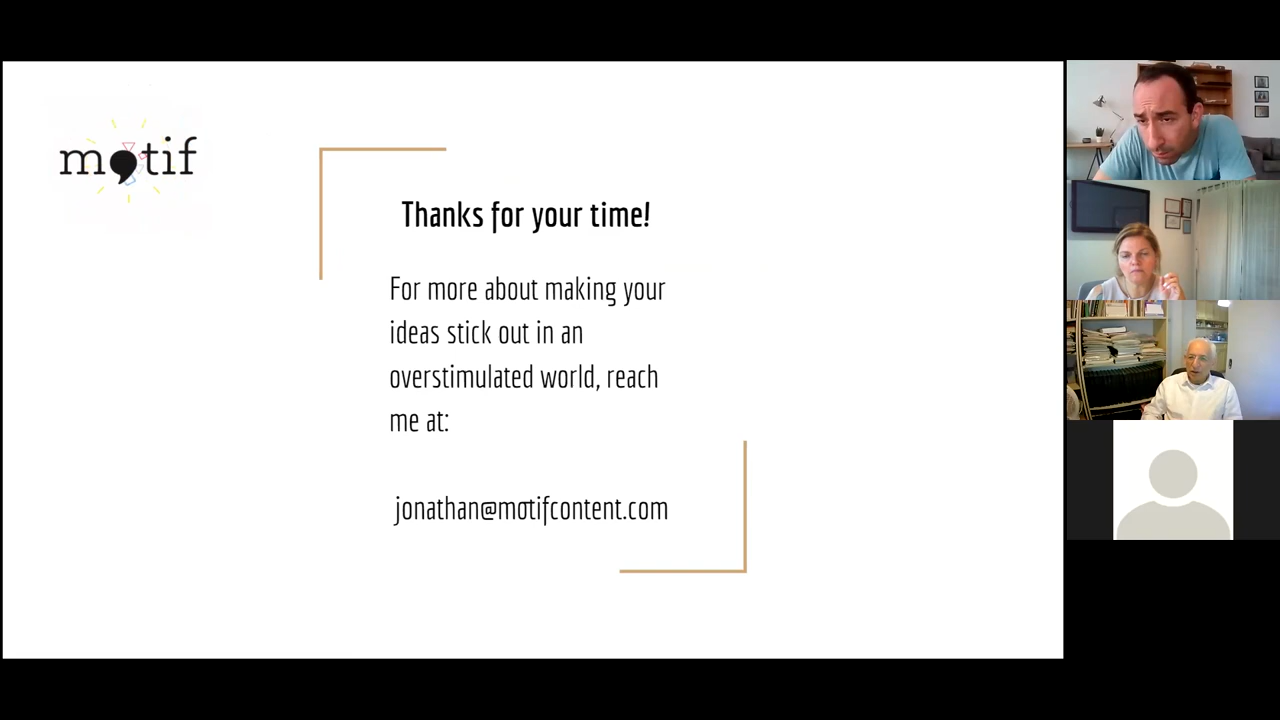 motif
Thanks for your time!
For more about making your
ideas stick out in an
overstimulated world, reach
me at:
jonathan@motifcontent.com